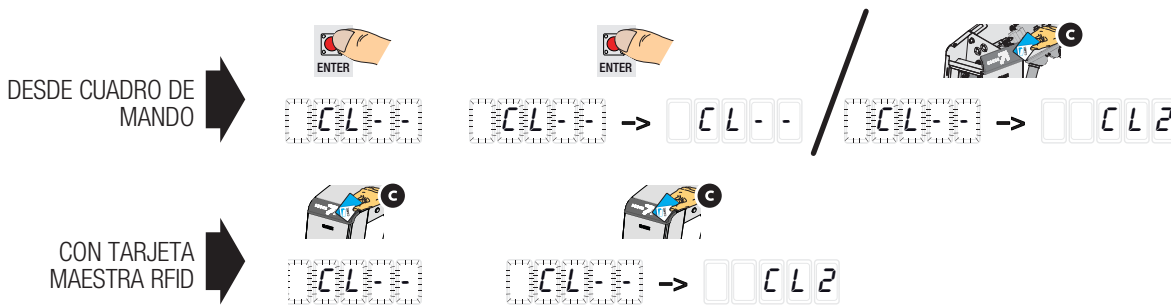 ENTER ENTER C
DESDE CUADRO DE
MANDO
CL-- CL-- -> CL-- / CL-- -> CL2
C C
CON TARJETA
MAESTRA RFID
CL-- CL-- -> CL2